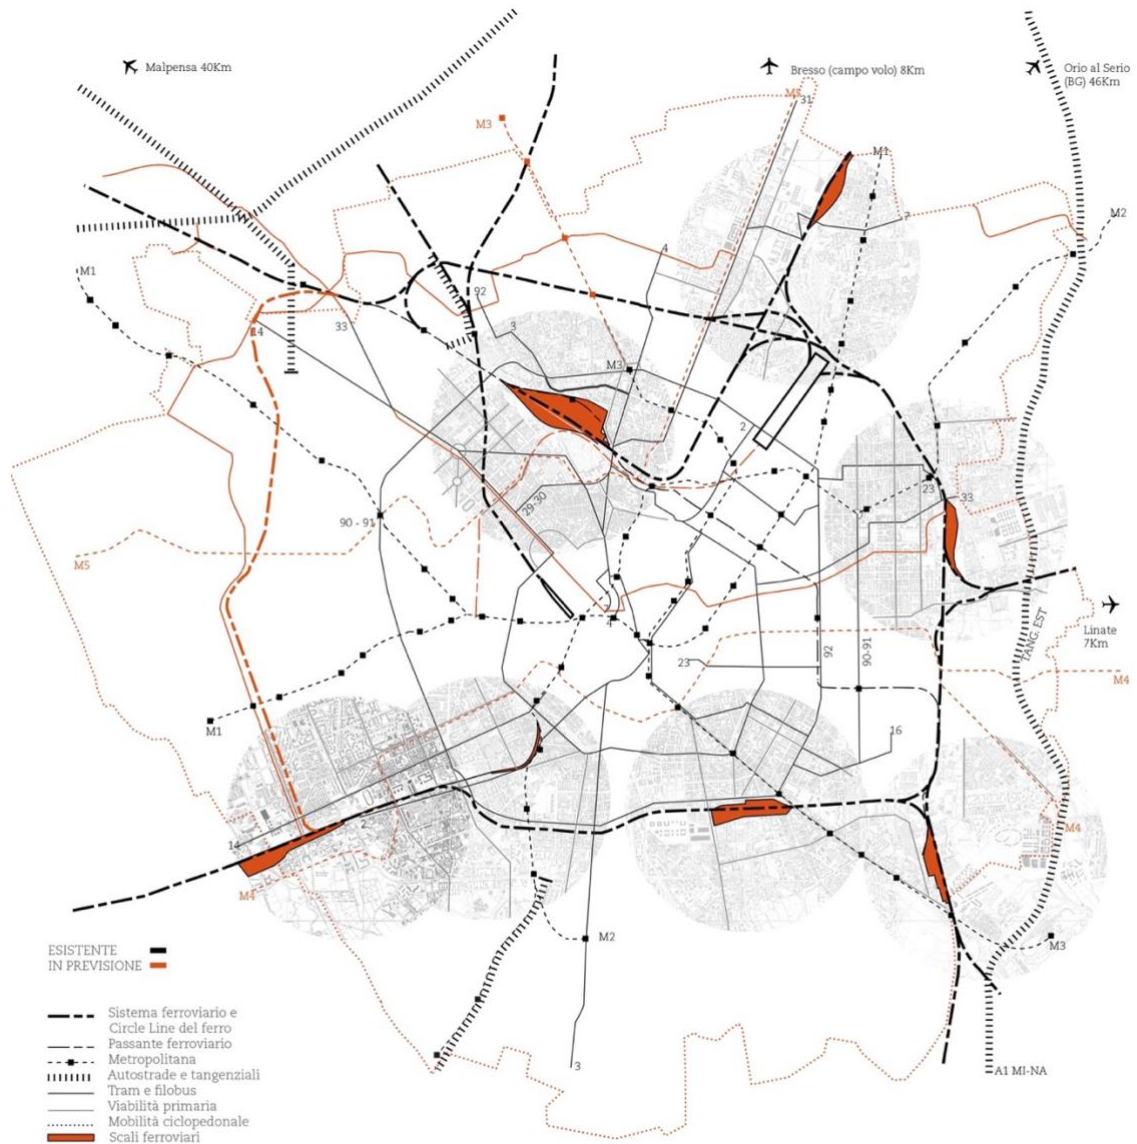 Malpensa 40Km
Bresso (campo volo) 8Km
Orio al Serio
(BG) 46Km
M5
31
M3
M1
7
M2
4
M1
92
14
33
3
M3
2
23
33
29-30
90 - 91
M5
2
4
Linate
7Km
TANG. EST
23
92
90-91
M4
M1
16
14
M4
M4
M2
M3
3
A1 MI-NA
ESISTENTE
IN PREVISIONE
Sistema ferroviario e
Circle Line del ferro
Passante ferroviario
Metropolitana
Autostrade e tangenziali
Tram e filobus
Viabilità primaria
Mobilità ciclopedonale
Scali ferroviari